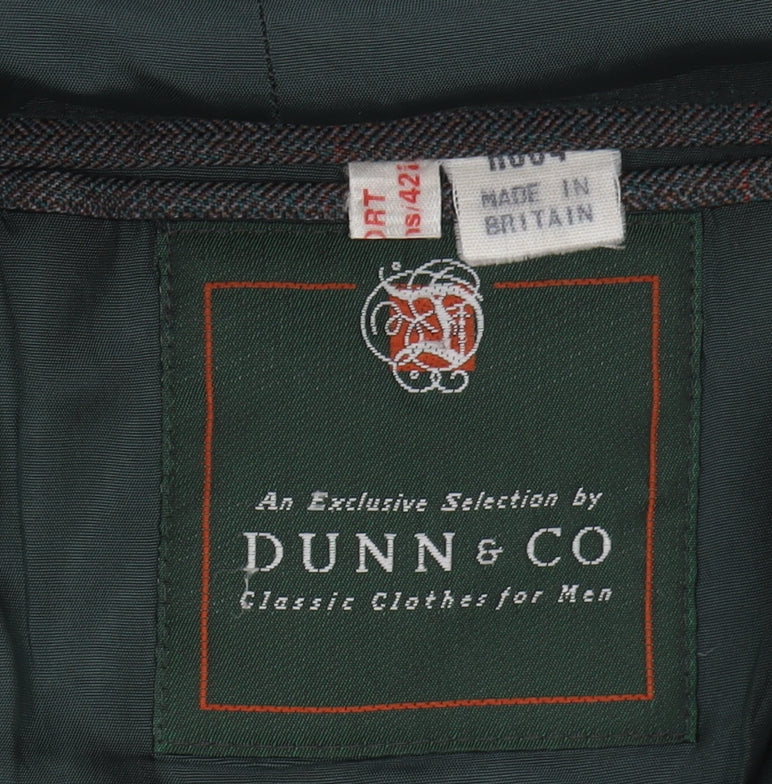 MADE IN
BRITAIN
An Exclusive Selection by
DUNN & CO
Classic Clothes for Men